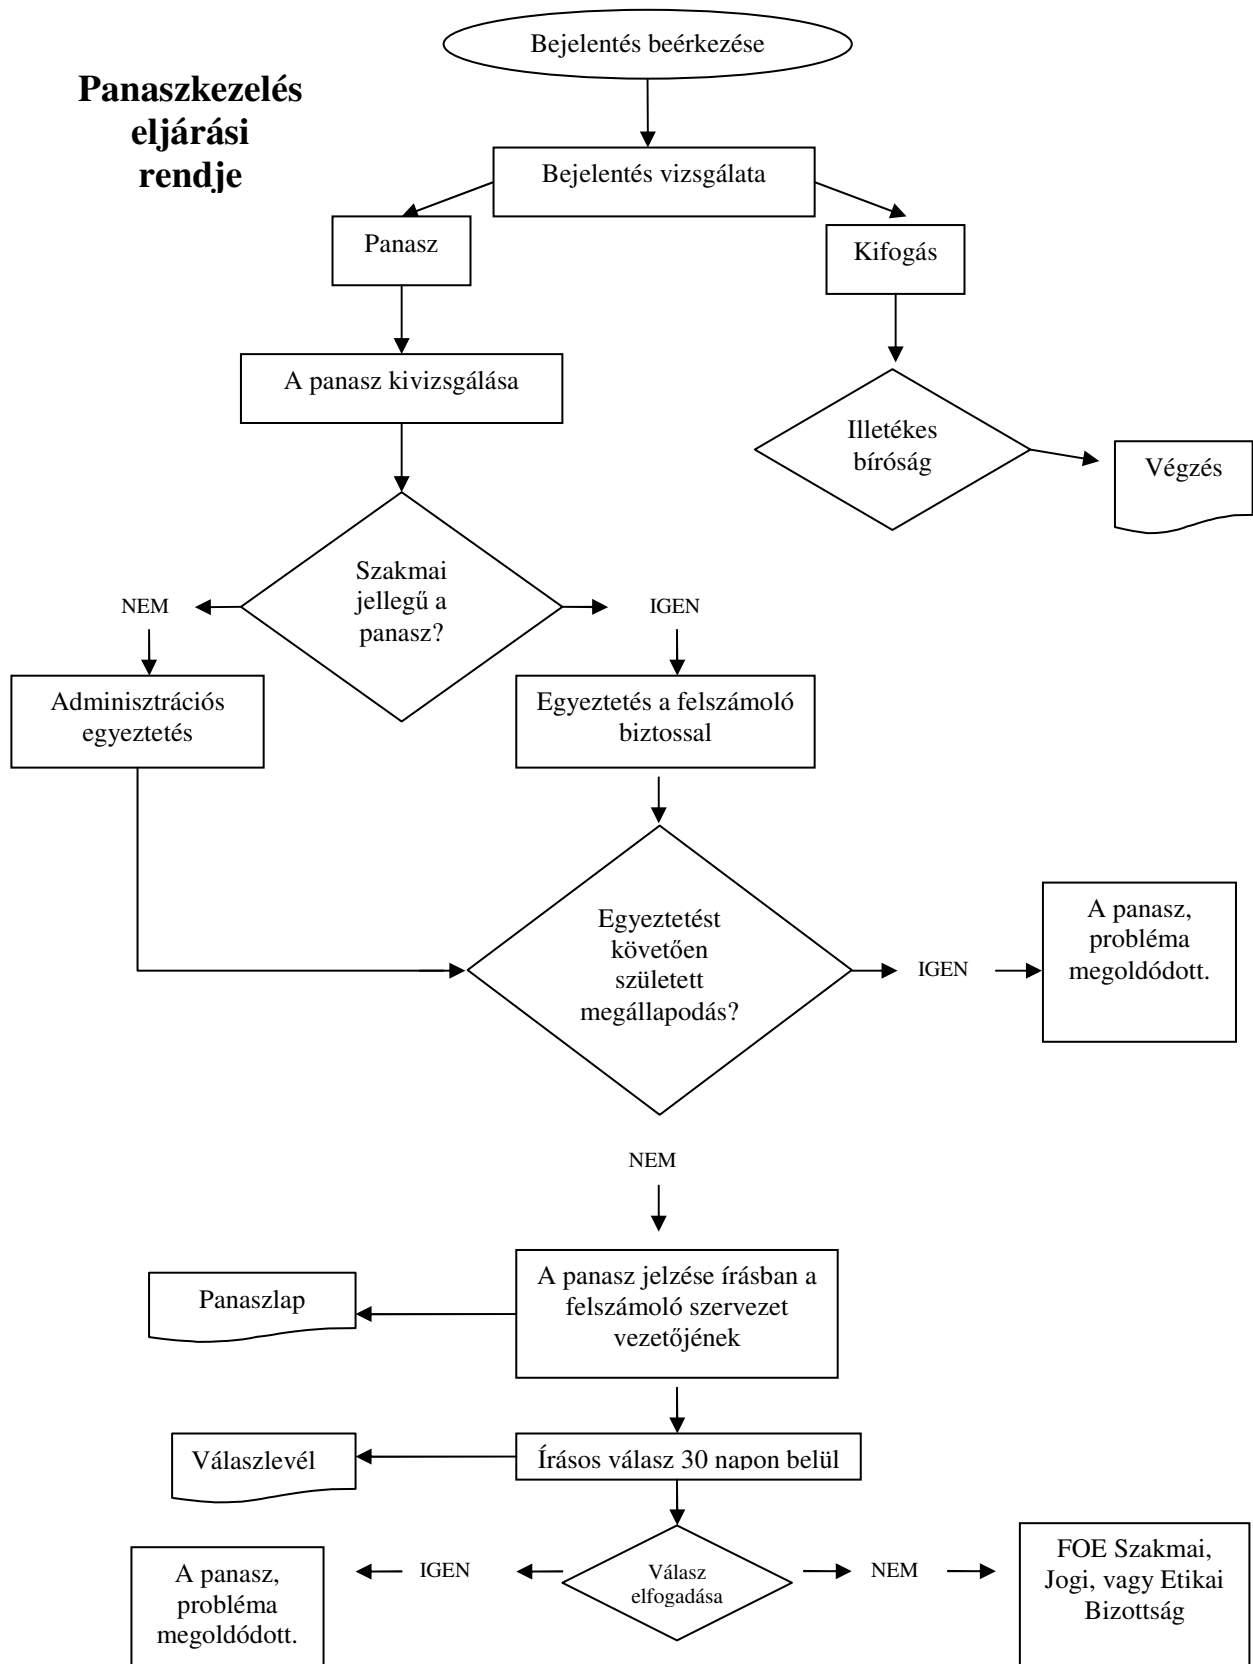 Bejelentés beérkezése
Panaszkezelés
eljárási
rendje
Bejelentés vizsgálata
Panasz
Kifogás
A panasz kivizsgálása
Illetékes
bíróság
Végzés
Szakmai
jellegű a
panasz?
NEM
IGEN
Adminisztrációs
egyeztetés
Egyeztetés a felszámoló
biztossal
Egyeztetést
követően
született
megállapodás?
IGEN
A panasz,
probléma
megoldódott.
NEM
A panasz jelzése írásban a
felszámoló szervezet
vezetőjének
Panaszlap
Írásos válasz 30 napon belül
Válaszlevél
Válasz
elfogadása
IGEN
A panasz,
probléma
megoldódott.
NEM
FOE Szakmai,
Jogi, vagy Etikai
Bizottság